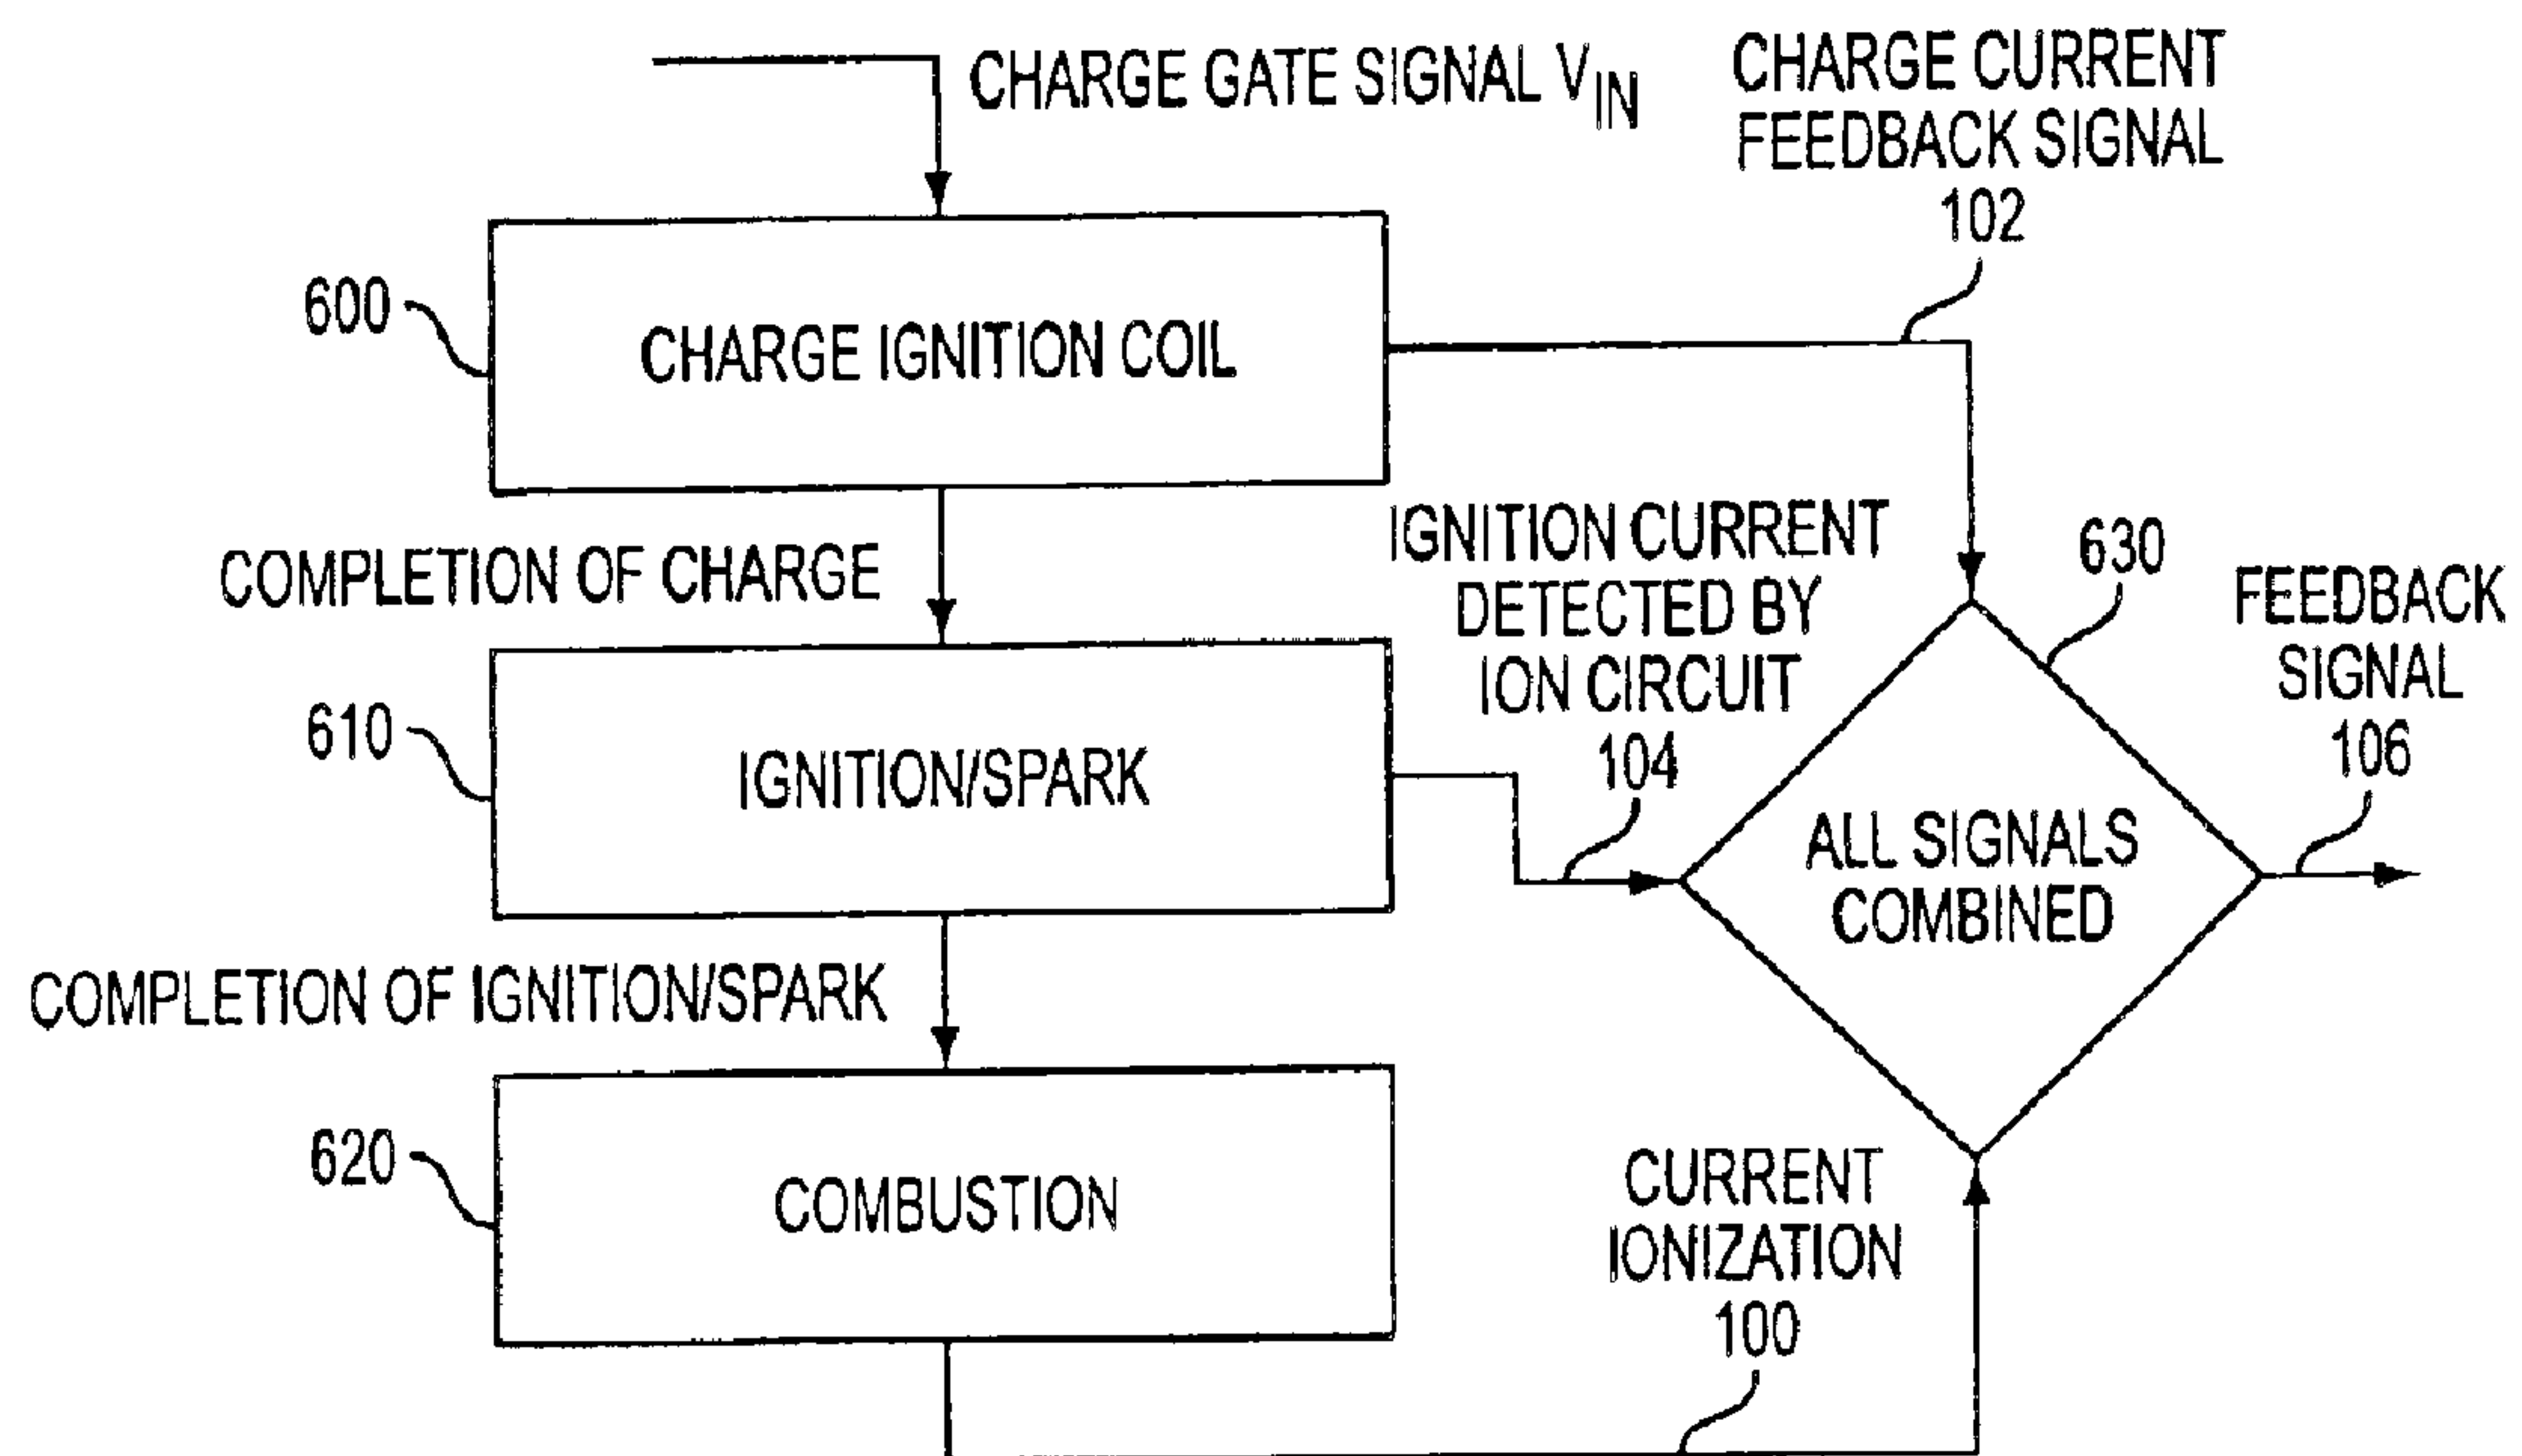 CHARGE GATE SIGNAL VIN
CHARGE CURRENT
FEEDBACK SIGNAL
102
600
CHARGE IGNITION COIL
COMPLETION OF CHARGE
IGNITION CURRENT
DETECTED BY
ION CIRCUIT
104
630
FEEDBACK
SIGNAL
106
610
IGNITION/SPARK
ALL SIGNALS
COMBINED
COMPLETION OF IGNITION/SPARK
620
COMBUSTION
CURRENT
IONIZATION
100